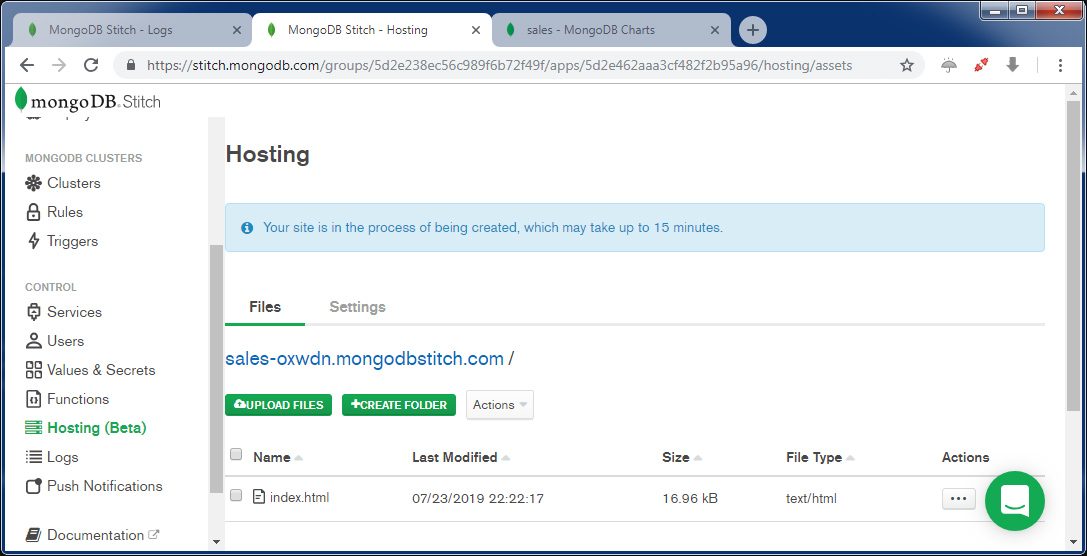 MongoDB Stitch - Logs
MongoDB Stitch - Hosting
sales - MongoDB Charts
https://stitch.mongodb.com/groups/5d2e238ec56c989f6b72f49f/apps/5d2e462aaa3cf482f2b95a96/hosting/assets
mongoDB. Stitch
MONGODB CLUSTERS
Clusters
Rules
Triggers
CONTROL
Services
Users
Values & Secrets
Functions
Hosting (Beta)
Logs
Push Notifications
Documentation
Hosting
Your site is in the process of being created, which may take up to 15 minutes.
Files Settings
sales-oxwdn.mongodbstitch.com /
UPLOAD FILES CREATE FOLDER Actions
Name Last Modified Size File Type Actions
index.html 07/23/2019 22:22:17 16.96 kB text/html